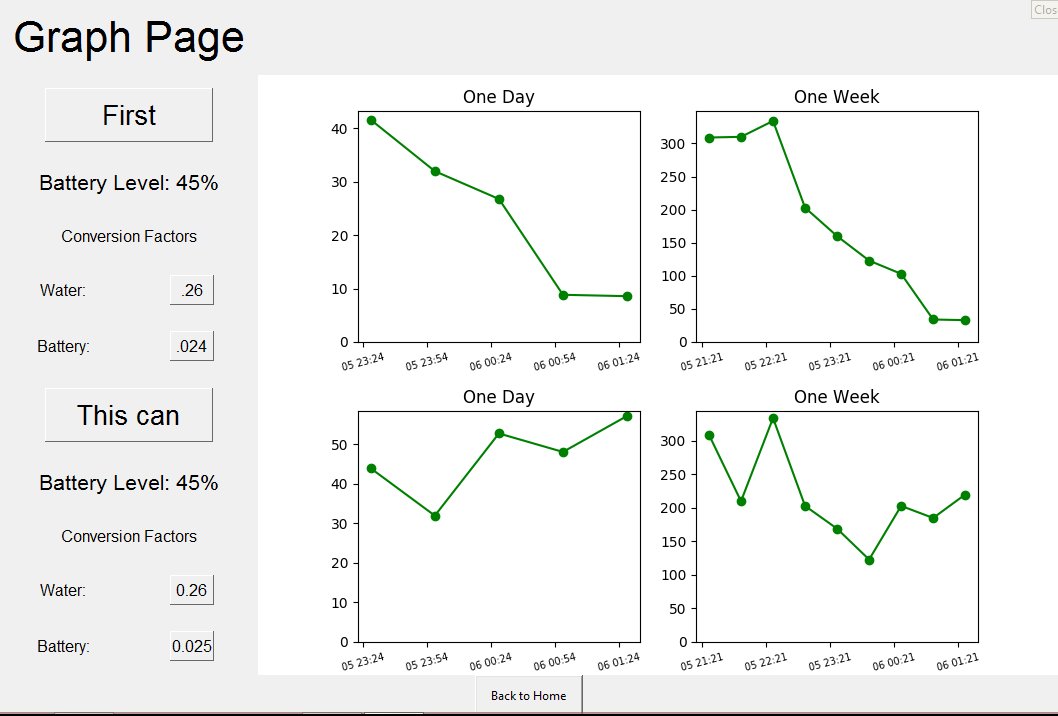 Clos
Graph Page
First
Battery Level: 45%
Conversion Factors
Water: .26
Battery: .024
This can
Battery Level: 45%
Conversion Factors
Water: 0.26
Battery: 0.025
One Day
40
30
20
10
0
05 23:24 05 23:54 06 00:24 06 00:54 06 01:24
One Week
300
250
200
150
100
50
0
05 21:21 05 22:21 05 23:21 06 00:21 06 01:21
One Day
50
40
30
20
10
0
05 23:24 05 23:54 06 00:24 06 00:54 06 01:24
One Week
300
250
200
150
100
50
0
05 21:21 05 22:21 05 23:21 06 00:21 06 01:21
Back to Home